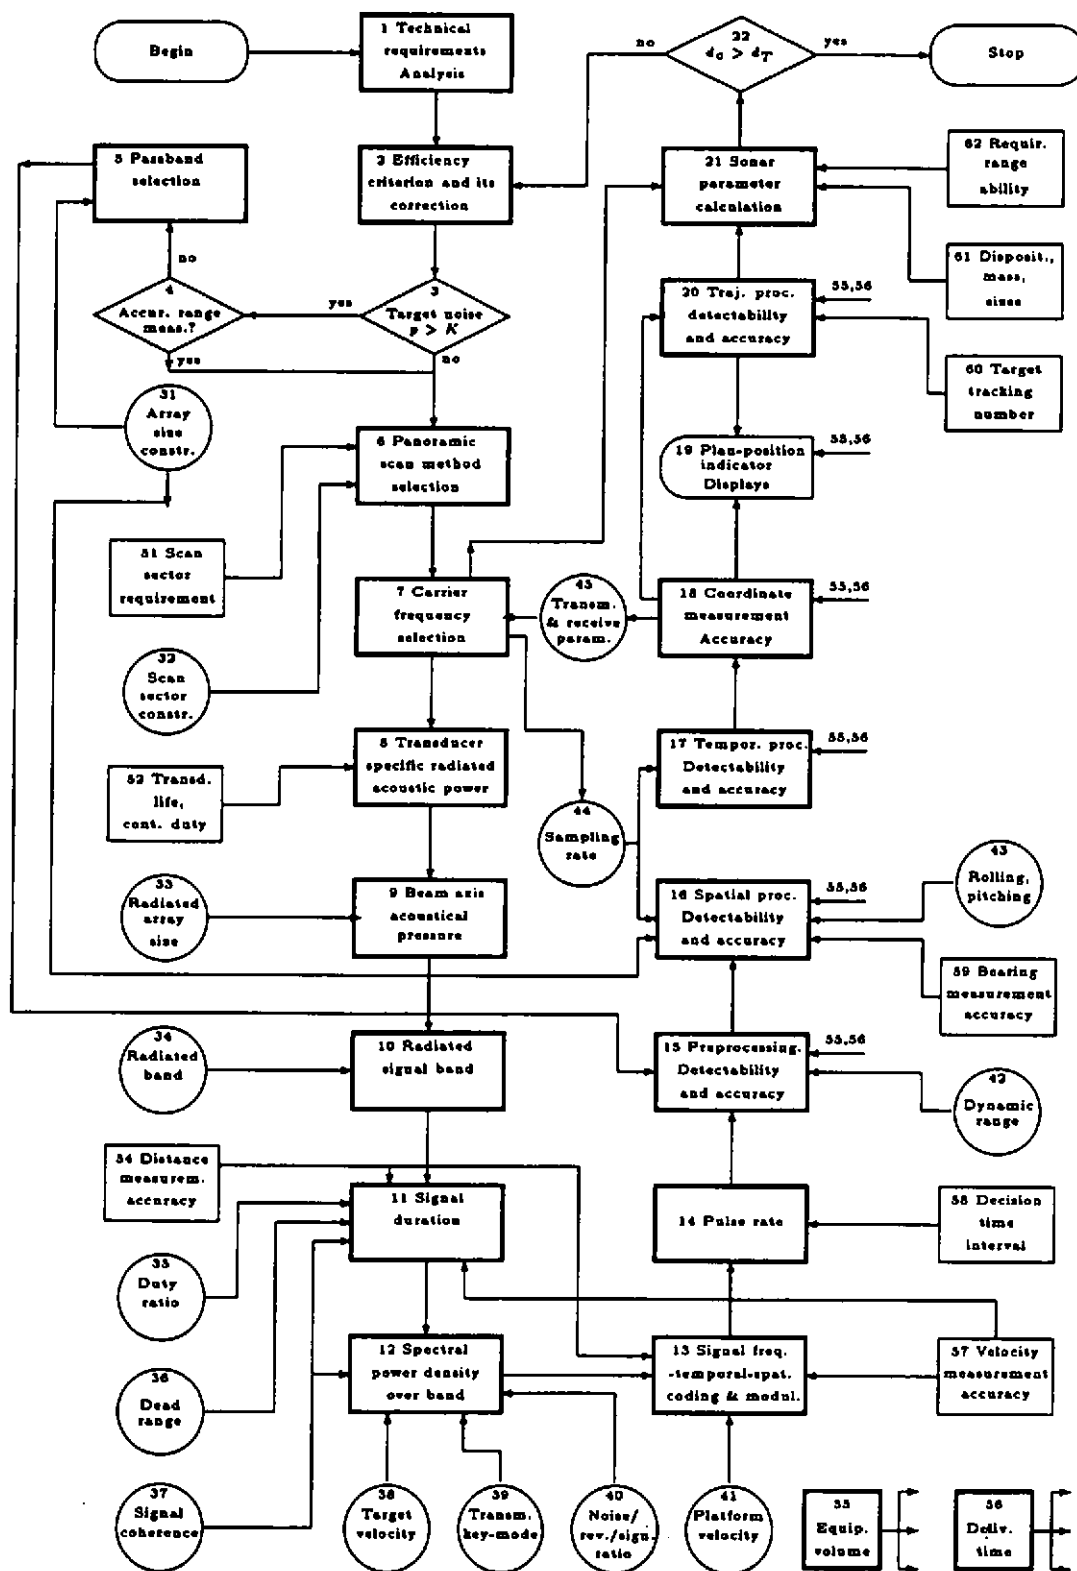 Begin
1 Technical
requirements
Analysis
no
22
d_c > d_T
yes
Stop
5 Passband
selection
2 Efficiency
criterion and its
correction
21 Sonar
parameter
calculation
62 Requir.
range
ability
no
4
Accur. range
meas.?
yes
yes
3
Target noise
p > K
no
20 Traj. proc.
detectability
and accuracy
55,56
61 Disposit.,
mass,
sizes
60 Target
tracking
number
31
Array
size
constr.
6 Panoramic
scan method
selection
19 Plan-position
indicator
Displays
55,56
51 Scan
sector
requirement
7 Carrier
frequency
selection
45
Transm.
& receive
param.
18 Coordinate
measurement
Accuracy
55,56
32
Scan
sector
constr.
8 Transducer
specific radiated
acoustic power
17 Tempor. proc.
Detectability
and accuracy
55,56
52 Transd.
life,
cont. duty
44
Sampling
rate
33
Radiated
array
size
9 Beam axis
acoustical
pressure
16 Spatial proc.
Detectability
and accuracy
55,56
43
Rolling,
pitching
59 Bearing
measurement
accuracy
34
Radiated
band
10 Radiated
signal band
15 Preprocessing.
Detectability
and accuracy
55,56
42
Dynamic
range
54 Distance
measurem.
accuracy
11 Signal
duration
14 Pulse rate
58 Decision
time
interval
35
Duty
ratio
12 Spectral
power density
over band
13 Signal freq.
-temporal-spat.
coding & modul.
57 Velocity
measurement
accuracy
36
Dead
range
37
Signal
coherence
38
Target
velocity
39
Transm.
key-mode
40
Noise/
rev./sign.
ratio
41
Platform
velocity
55
Equip.
volume
56
Deliv.
time